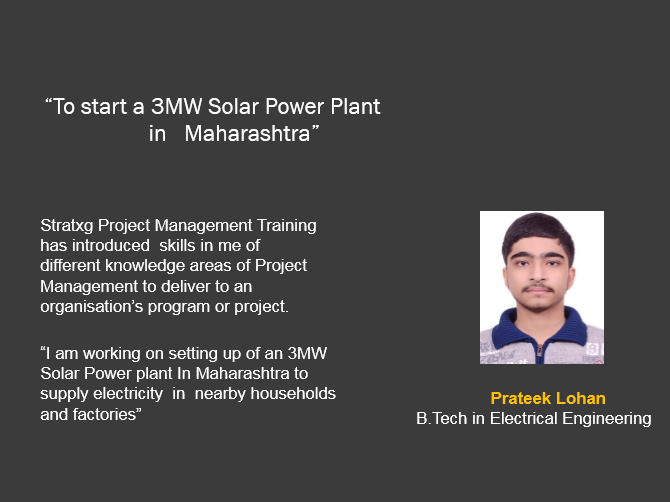 “To start a 3MW Solar Power Plant
in Maharashtra”
Stratxg Project Management Training
has introduced skills in me of
different knowledge areas of Project
Management to deliver to an
organisation’s program or project.
“I am working on setting up of an 3MW
Solar Power plant In Maharashtra to
supply electricity in nearby households
and factories”
Prateek Lohan
B.Tech in Electrical Engineering